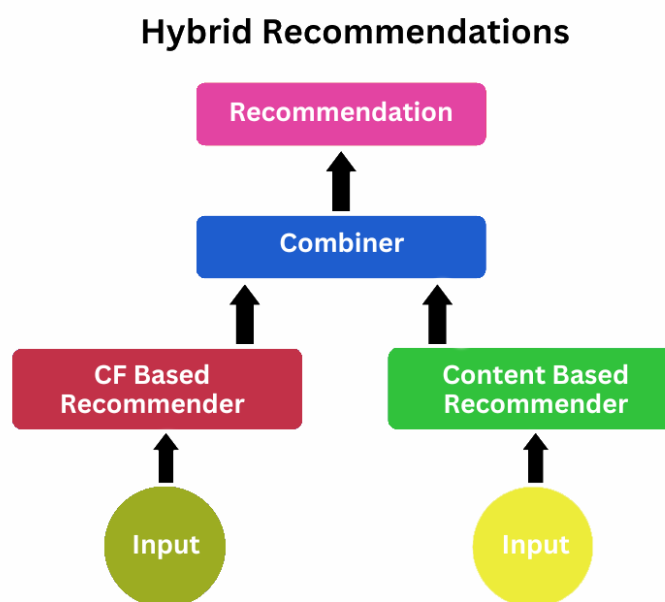 Hybrid Recommendations
Recommendation
Combiner
CF Based
Recommender
Content Based
Recommender
Input
Input